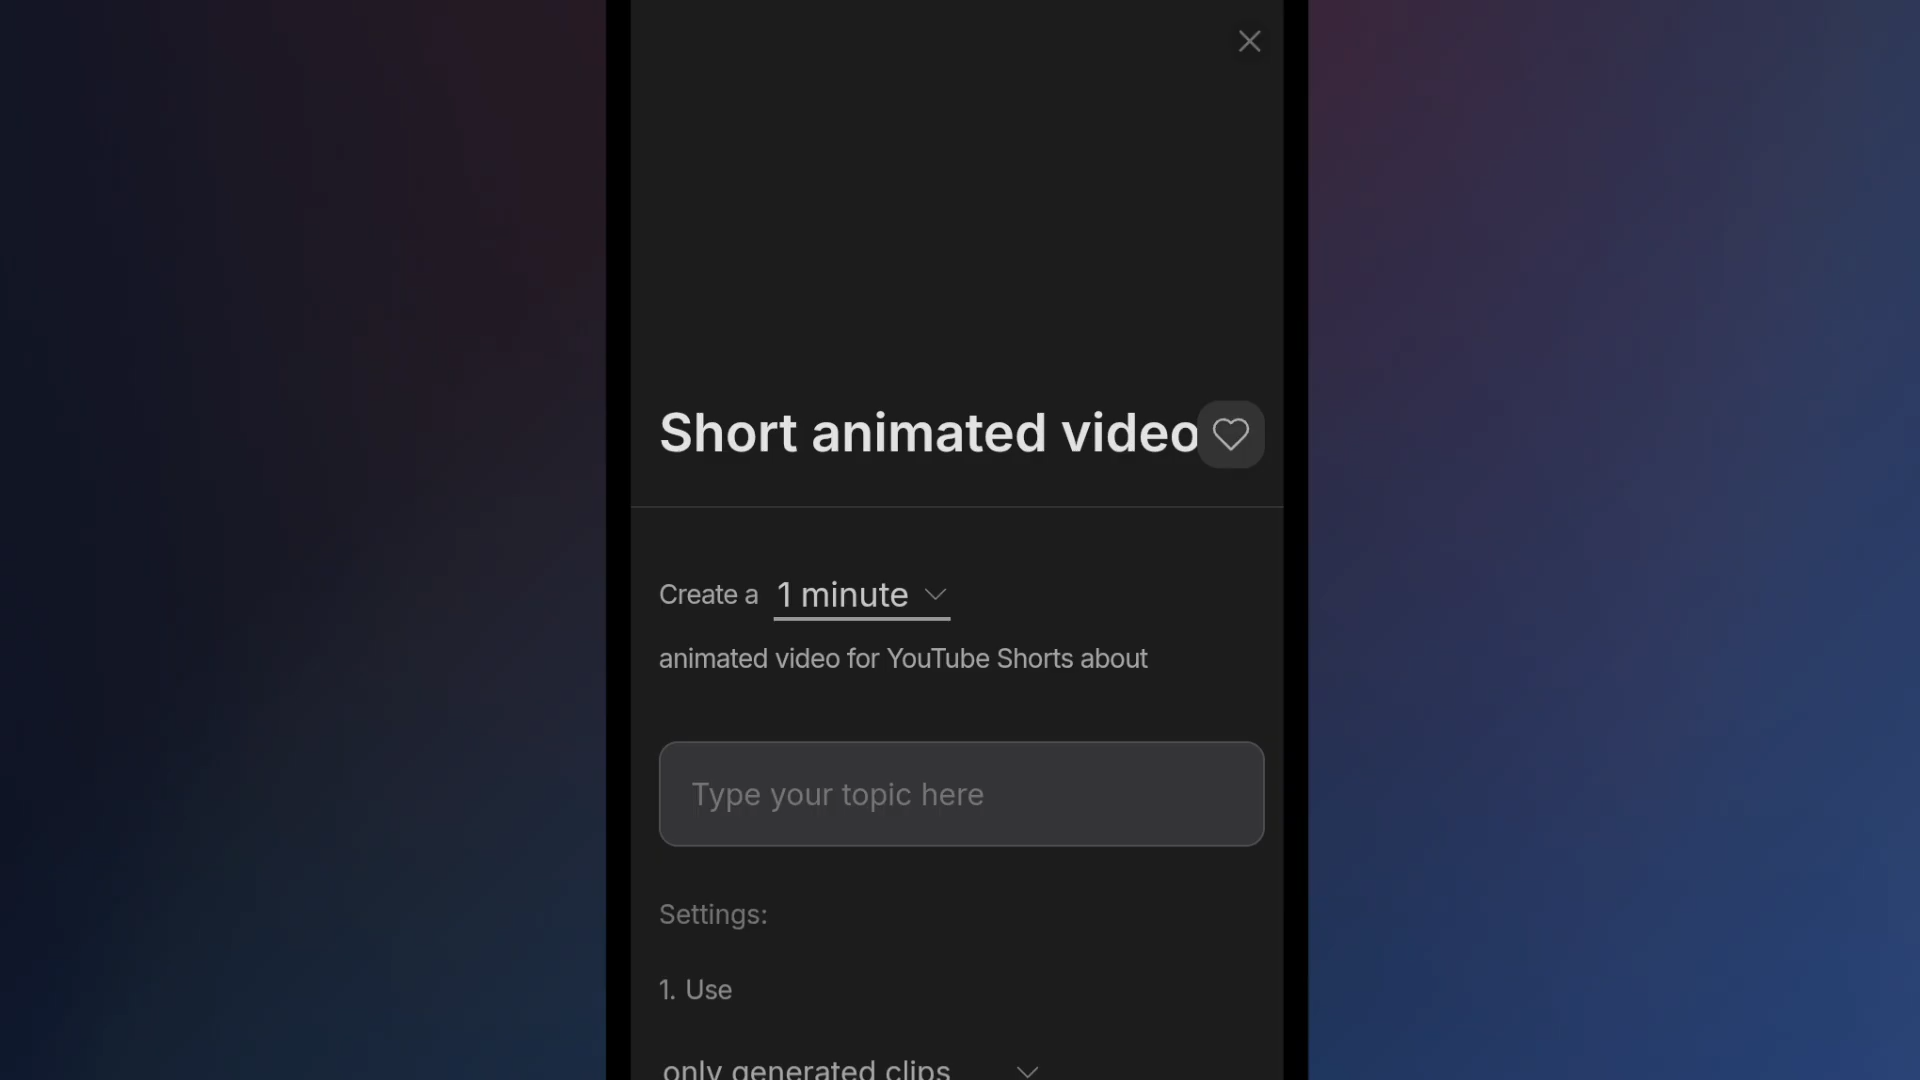 Short animated video
Create a 1 minute
animated video for YouTube Shorts about
Type your topic here
Settings:
1. Use
only generated clips